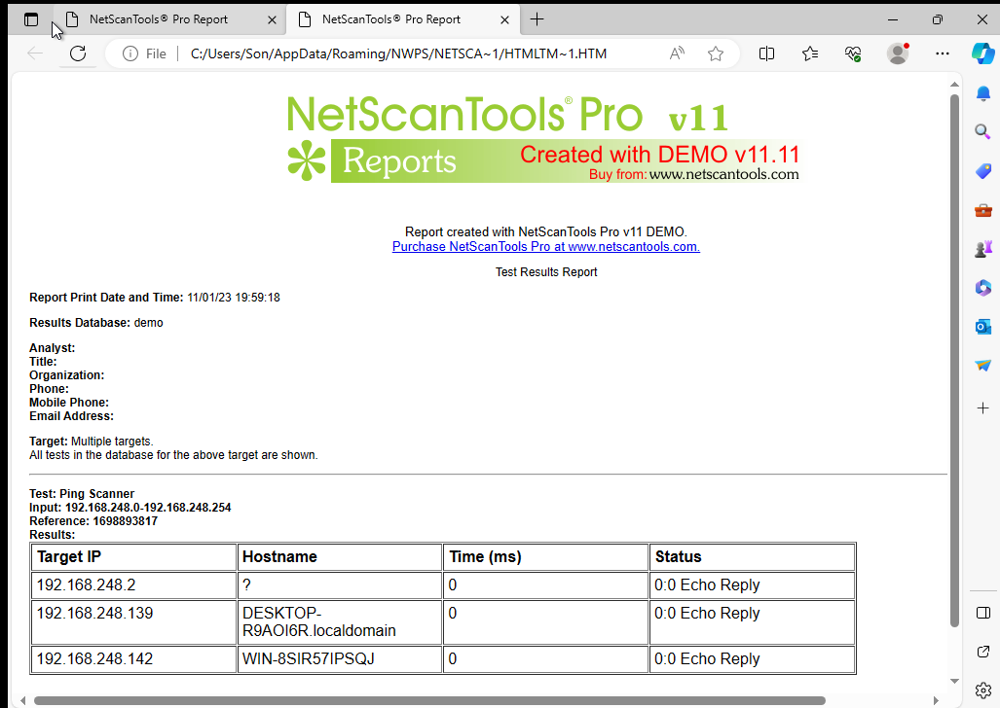 NetScanTools® Pro Report
NetScanTools® Pro Report
File
C:/Users/Son/AppData/Roaming/NWPS/NETSCA~1/HTMLTM~1.HTM
NetScanTools® Pro v11
Reports
Created with DEMO v11.11
Buy from: www.netscantools.com
Report created with NetScanTools Pro v11 DEMO.
Purchase NetScanTools Pro at www.netscantools.com.
Test Results Report
Report Print Date and Time: 11/01/23 19:59:18
Results Database: demo
Analyst:
Title:
Organization:
Phone:
Mobile Phone:
Email Address:
Target: Multiple targets.
All tests in the database for the above target are shown.
Test: Ping Scanner
Input: 192.168.248.0-192.168.248.254
Reference: 1698893817
Results:
Target IP Hostname Time (ms) Status
192.168.248.2 ? 0 0:0 Echo Reply
192.168.248.139 DESKTOP- 0 0:0 Echo Reply
R9AOI6R.localdomain
192.168.248.142 WIN-8SIR57IPSQJ 0 0:0 Echo Reply